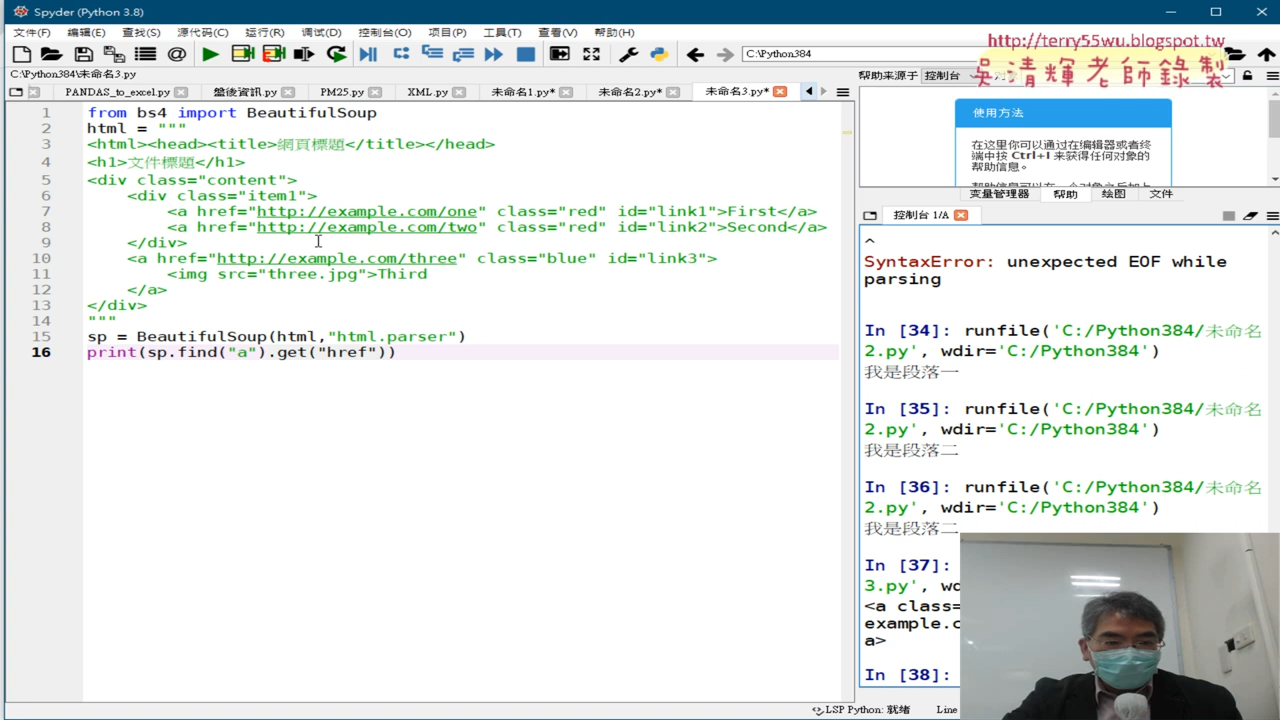 Spyder (Python 3.8)
文件(F) 编辑(E) 查找(S) 源代码(C) 运行(R) 调试(D) 控制台(O) 项目(P) 工具(T) 查看(V) 帮助(H)
http://terry55wu.blogspot.tw
C:\Python384
吳清輝老師錄製
C:\Python384\未命名3.py
帮助来源于 控制台
PANDAS_to_excel.py 盤後資訊.py PM25.py XML.py 未命名1.py* 未命名2.py* 未命名3.py*
1 from bs4 import BeautifulSoup
2 html = """
3 <html><head><title>網頁標題</title></head>
4 <h1>文件標題</h1>
5 <div class="content">
6 <div class="item1">
7 <a href="http://example.com/one" class="red" id="link1">First</a>
8 <a href="http://example.com/two" class="red" id="link2">Second</a>
9 </div>
10 <a href="http://example.com/three" class="blue" id="link3">
11 <img src="three.jpg">Third
12 </a>
13 </div>
14 """
15 sp = BeautifulSoup(html,"html.parser")
16 print(sp.find("a").get("href"))
使用方法
在这里你可以通过在编辑器或者终
端中按 Ctrl+I 来获得任何对象的
帮助信息。
变量管理器 帮助 绘图 文件
控制台 1/A
^
SyntaxError: unexpected EOF while
parsing
In [34]: runfile('C:/Python384/未命名
2.py', wdir='C:/Python384')
我是段落一
In [35]: runfile('C:/Python384/未命名
2.py', wdir='C:/Python384')
我是段落二
In [36]: runfile('C:/Python384/未命名
2.py', wdir='C:/Python384')
我是段落二
In [37]:
3.py', wd
<a class=
example.c
a>
In [38]:
LSP Python: 就绪 Line